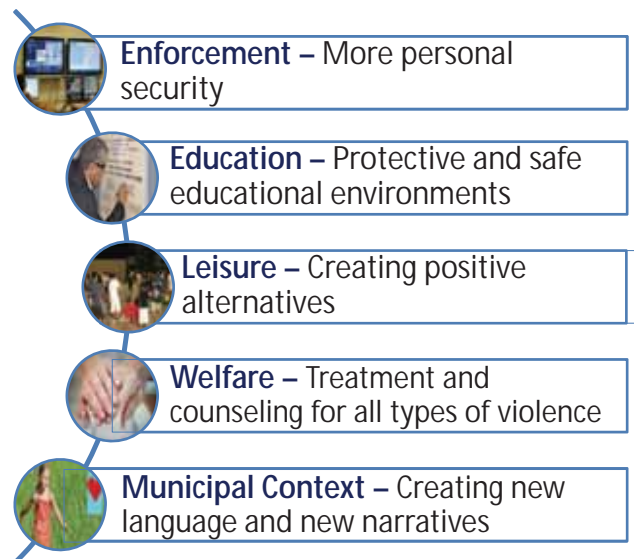 Enforcement – More personal
security
Education – Protective and safe
educational environments
Leisure – Creating positive
alternatives
Welfare – Treatment and
counseling for all types of violence
Municipal Context – Creating new
language and new narratives